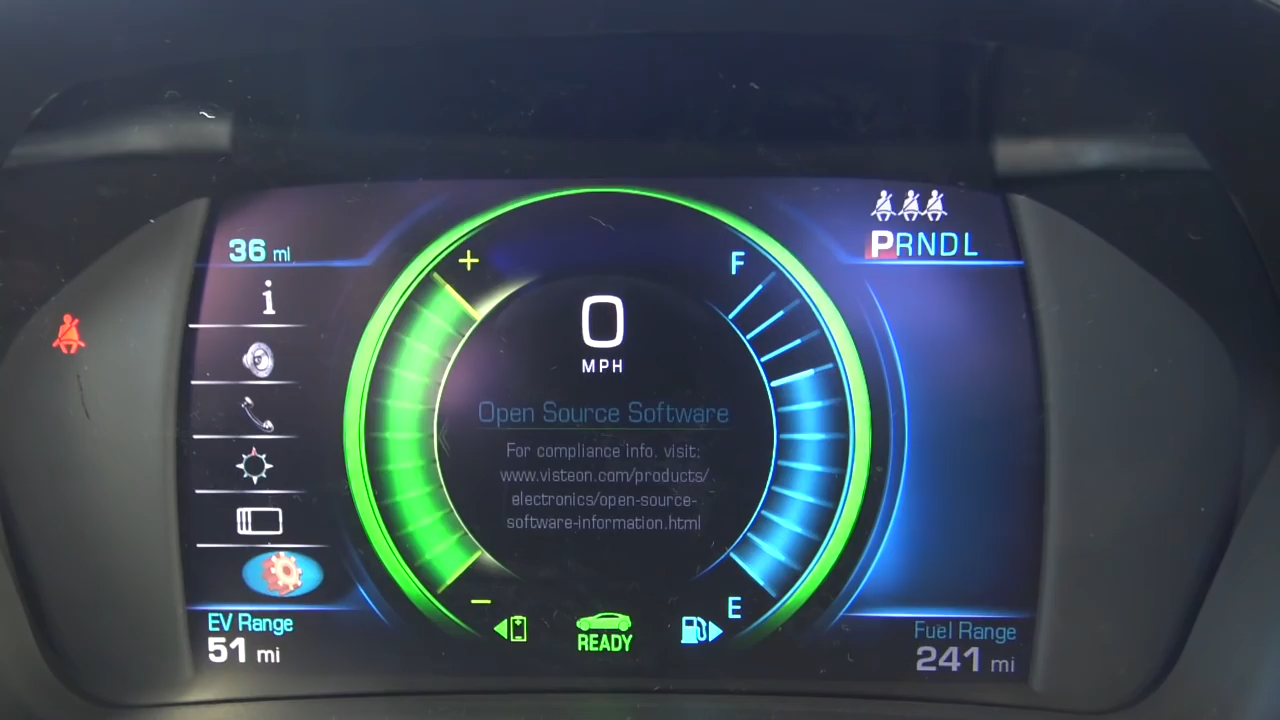 36 mi
PRNDL
+
F
0
MPH
Open Source Software
For compliance info. visit:
www.visteon.com/products/
electronics/open-source-
software-information.html
−
E
READY
EV Range
51 mi
Fuel Range
241 mi